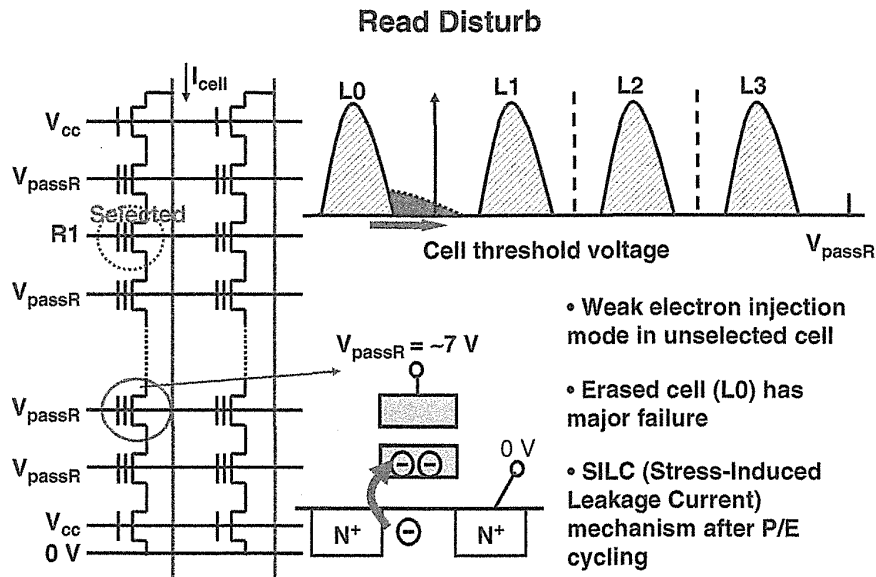 Read Disturb
I_cell
V_cc
V_passR
Selected
R1
V_passR
V_passR
V_passR
V_cc
0 V
L0 L1 L2 L3
Cell threshold voltage
V_passR
V_passR = ~7 V
0 V
N+ N+
• Weak electron injection
mode in unselected cell
• Erased cell (L0) has
major failure
• SILC (Stress-Induced
Leakage Current)
mechanism after P/E
cycling